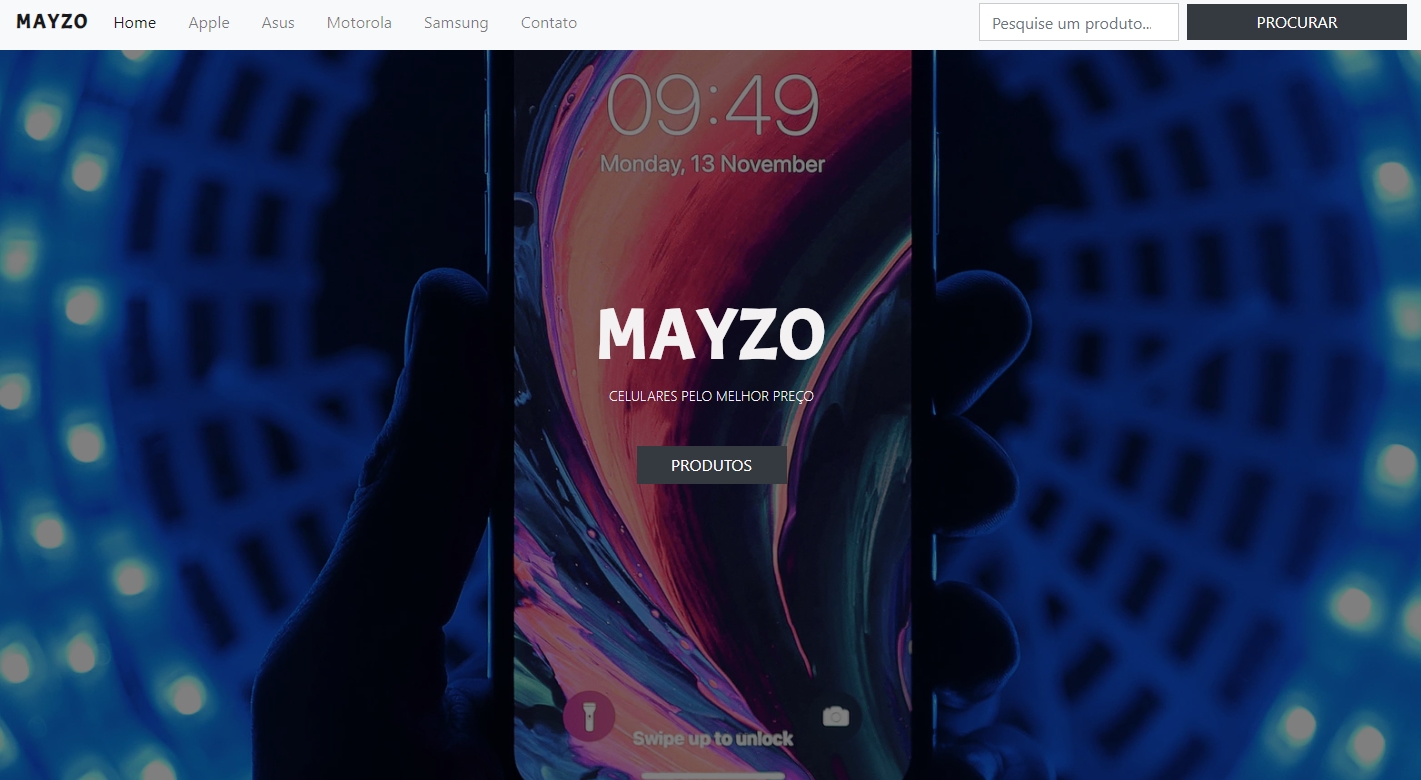 MAYZO Home Apple Asus Motorola Samsung Contato Pesquise um produto... PROCURAR
09:49
Monday, 13 November
MAYZO
CELULARES PELO MELHOR PREÇO
PRODUTOS
Swipe up to unlock